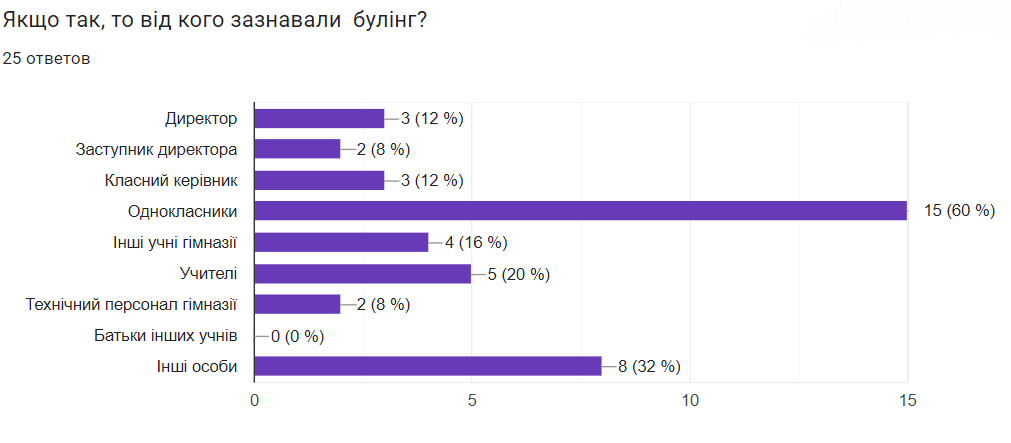 Якщо так, то від кого зазнавали  булінг?
25 ответов
Директор 3 (12 %)
Заступник директора 2 (8 %)
Класний керівник 3 (12 %)
Однокласники 15 (60 %)
Інші учні гімназії 4 (16 %)
Учителі 5 (20 %)
Технічний персонал гімназії 2 (8 %)
Батьки інших учнів 0 (0 %)
Інші особи 8 (32 %)
0 5 10 15